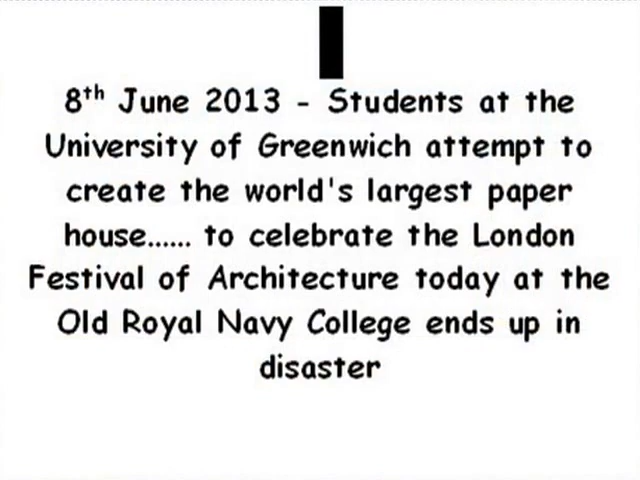 8th June 2013 - Students at the
University of Greenwich attempt to
create the world's largest paper
house...... to celebrate the London
Festival of Architecture today at the
Old Royal Navy College ends up in
disaster